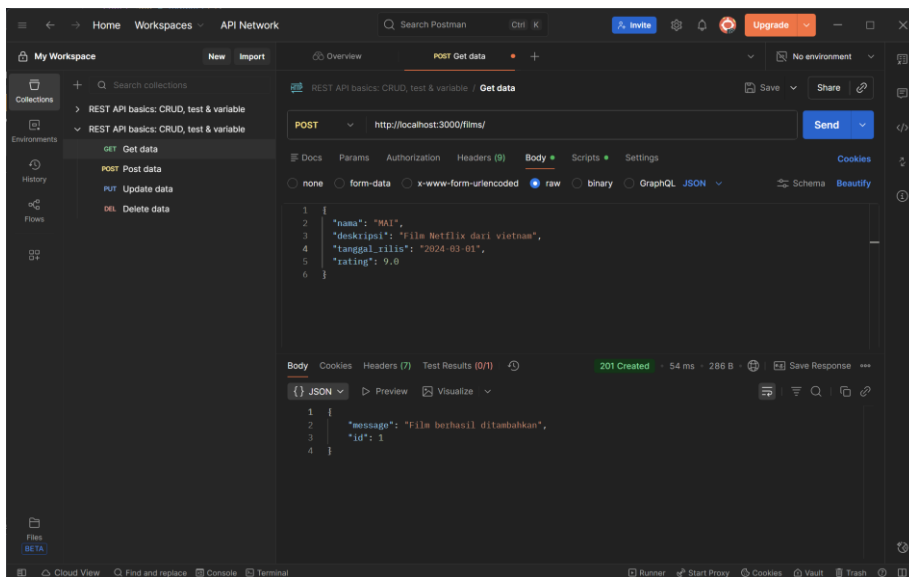 Home Workspaces API Network Search Postman Ctrl K Invite Upgrade
My Workspace New Import Overview POST Get data No environment
Collections
Environments
History
Flows
Search collections
REST API basics: CRUD, test & variable
REST API basics: CRUD, test & variable
GET Get data
POST Post data
PUT Update data
DEL Delete data
REST API basics: CRUD, test & variable / Get data Save Share
POST http://localhost:3000/films/ Send
Docs Params Authorization Headers (9) Body Scripts Settings Cookies
none form-data x-www-form-urlencoded raw binary GraphQL JSON Schema Beautify
1 {
2 "nama": "MAI",
3 "deskripsi": "Film Netflix dari vietnam",
4 "tanggal_rilis": "2024-03-01",
5 "rating": 9.0
6 }
Body Cookies Headers (7) Test Results (0/1) 201 Created 54 ms 286 B Save Response
{} JSON Preview Visualize
1 {
2 "message": "Film berhasil ditambahkan",
3 "id": 1
4 }
Files
BETA
Cloud View Find and replace Console Terminal Runner Start Proxy Cookies Vault Trash